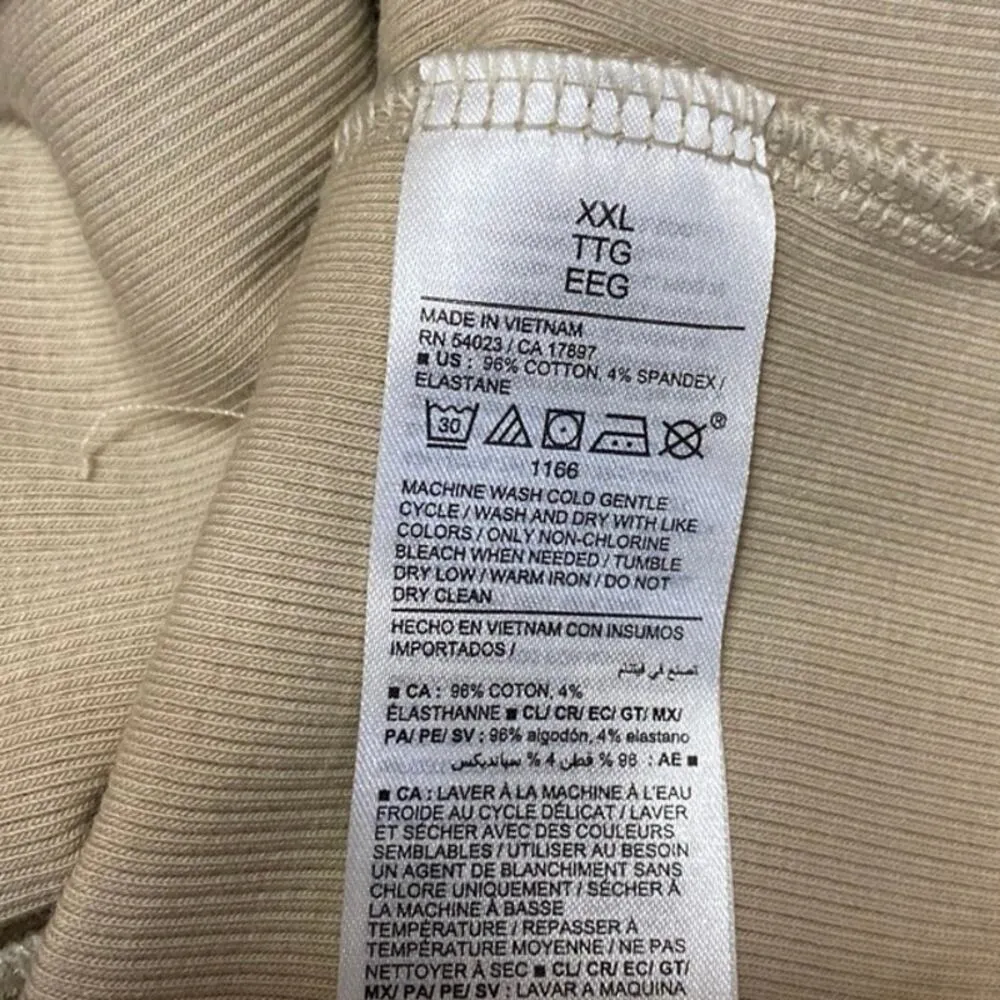 XXL
TTG
EEG
MADE IN VIETNAM
RN 54023 / CA 17897
■ US : 96% COTTON, 4% SPANDEX /
ELASTANE
30
®
1166
MACHINE WASH COLD GENTLE
CYCLE / WASH AND DRY WITH LIKE
COLORS / ONLY NON-CHLORINE
BLEACH WHEN NEEDED / TUMBLE
DRY LOW / WARM IRON / DO NOT
DRY CLEAN
HECHO EN VIETNAM CON INSUMOS
IMPORTADOS /
تصنع في فيتنام
■ CA : 96% COTON, 4%
ÉLASTHANNE ■ CL/ CR/ EC/ GT/ MX/
PA/ PE/ SV : 96% algodón, 4% elastano
■ AE : 96 % قطن 4 % سباندیكس
■ CA : LAVER À LA MACHINE À L'EAU
FROIDE AU CYCLE DÉLICAT / LAVER
ET SÉCHER AVEC DES COULEURS
SEMBLABLES / UTILISER AU BESOIN
UN AGENT DE BLANCHIMENT SANS
CHLORE UNIQUEMENT / SÉCHER À
LA MACHINE À BASSE
TEMPÉRATURE / REPASSER À
TEMPÉRATURE MOYENNE / NE PAS
NETTOYER À SEC ■ CL/ CR/ EC/ GT/
MX/ PA/ PE/ SV : LAVAR A MAQUINA